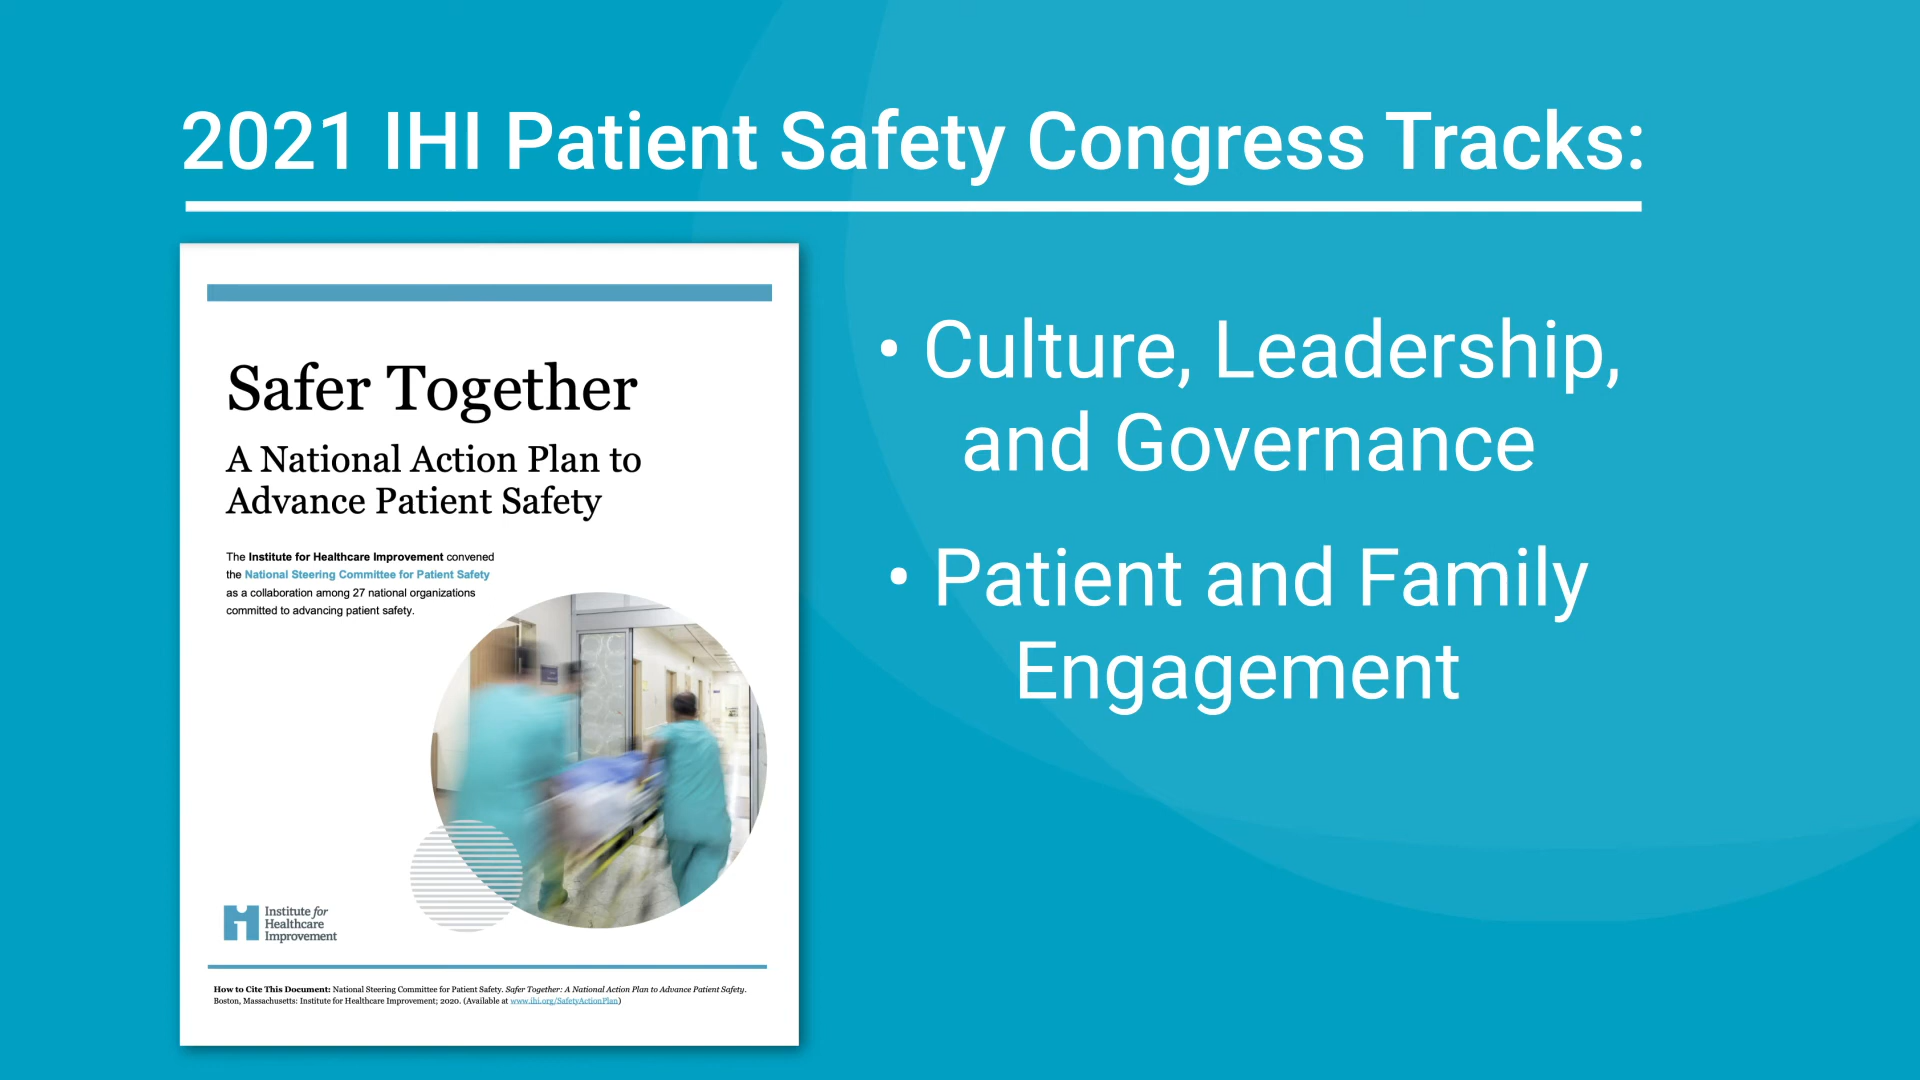 2021 IHI Patient Safety Congress Tracks:
Safer Together
A National Action Plan to
Advance Patient Safety
The Institute for Healthcare Improvement convened
the National Steering Committee for Patient Safety
as a collaboration among 27 national organizations
committed to advancing patient safety.
Institute for
Healthcare
Improvement
How to Cite This Document: National Steering Committee for Patient Safety. Safer Together: A National Action Plan to Advance Patient Safety.
Boston, Massachusetts: Institute for Healthcare Improvement; 2020. (Available at www.ihi.org/SafetyActionPlan)
• Culture, Leadership,
and Governance
• Patient and Family
Engagement